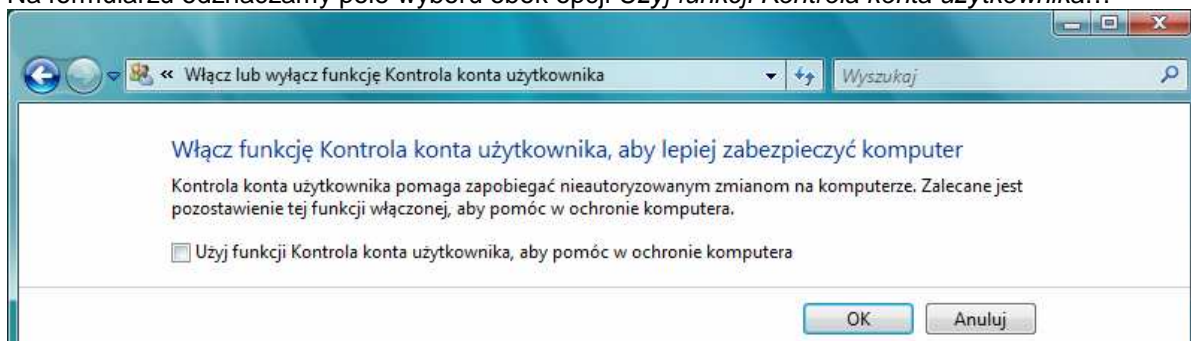 Na formularzu odznaczamy pole wyboru obok opcji Użyj funkcji Kontrola konta użytkownika...
« Włącz lub wyłącz funkcję Kontrola konta użytkownika
Wyszukaj
Włącz funkcję Kontrola konta użytkownika, aby lepiej zabezpieczyć komputer
Kontrola konta użytkownika pomaga zapobiegać nieautoryzowanym zmianom na komputerze. Zalecane jest
pozostawienie tej funkcji włączonej, aby pomóc w ochronie komputera.
Użyj funkcji Kontrola konta użytkownika, aby pomóc w ochronie komputera
OK Anuluj